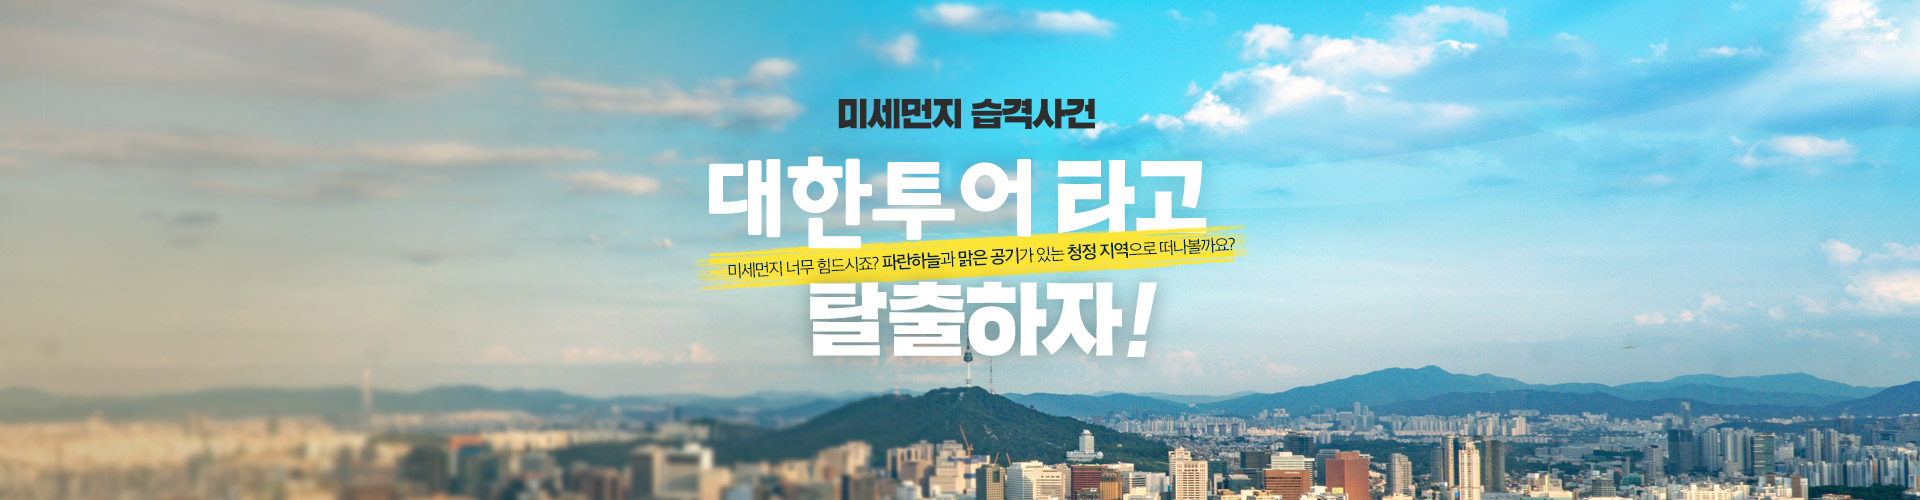 미세먼지 습격사건
대한투어 타고
미세먼지 너무 힘드시죠? 파란하늘과 맑은 공기가 있는 청정 지역으로 떠나볼까요?
탈출하자!